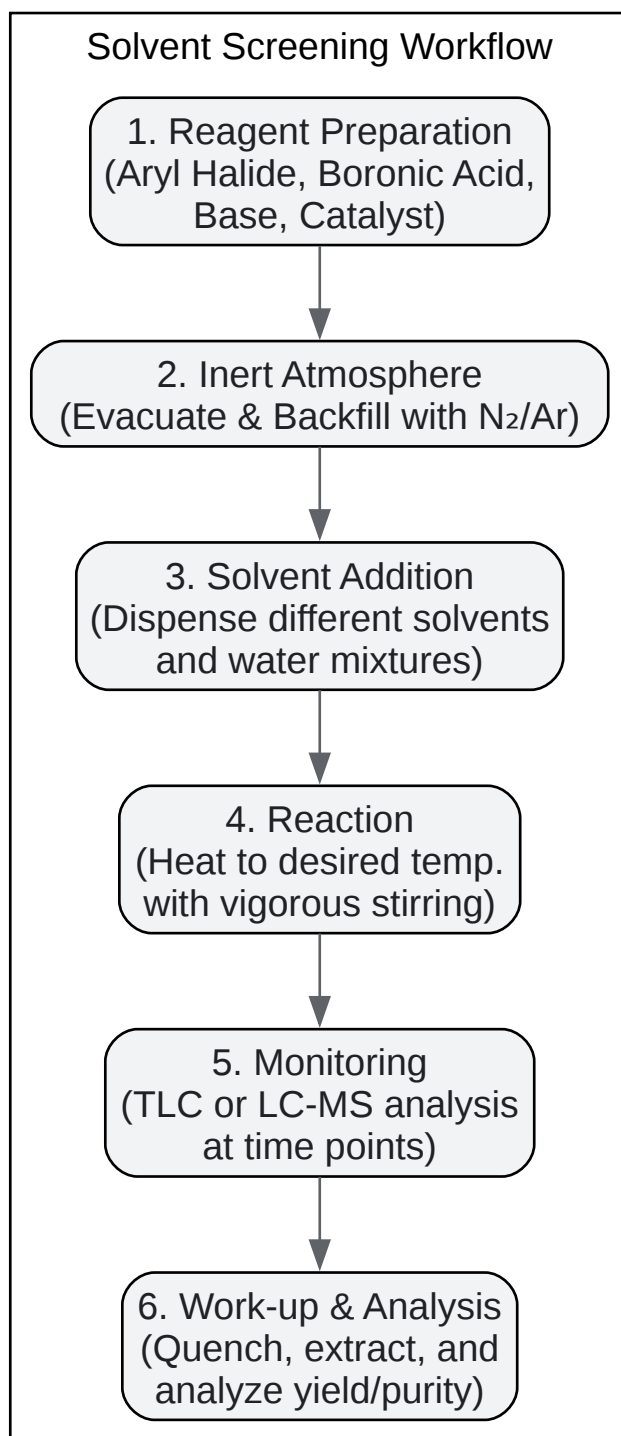 Solvent Screening Workflow
1. Reagent Preparation
(Aryl Halide, Boronic Acid,
Base, Catalyst)
2. Inert Atmosphere
(Evacuate & Backfill with N₂/Ar)
3. Solvent Addition
(Dispense different solvents
and water mixtures)
4. Reaction
(Heat to desired temp.
with vigorous stirring)
5. Monitoring
(TLC or LC-MS analysis
at time points)
6. Work-up & Analysis
(Quench, extract, and
analyze yield/purity)